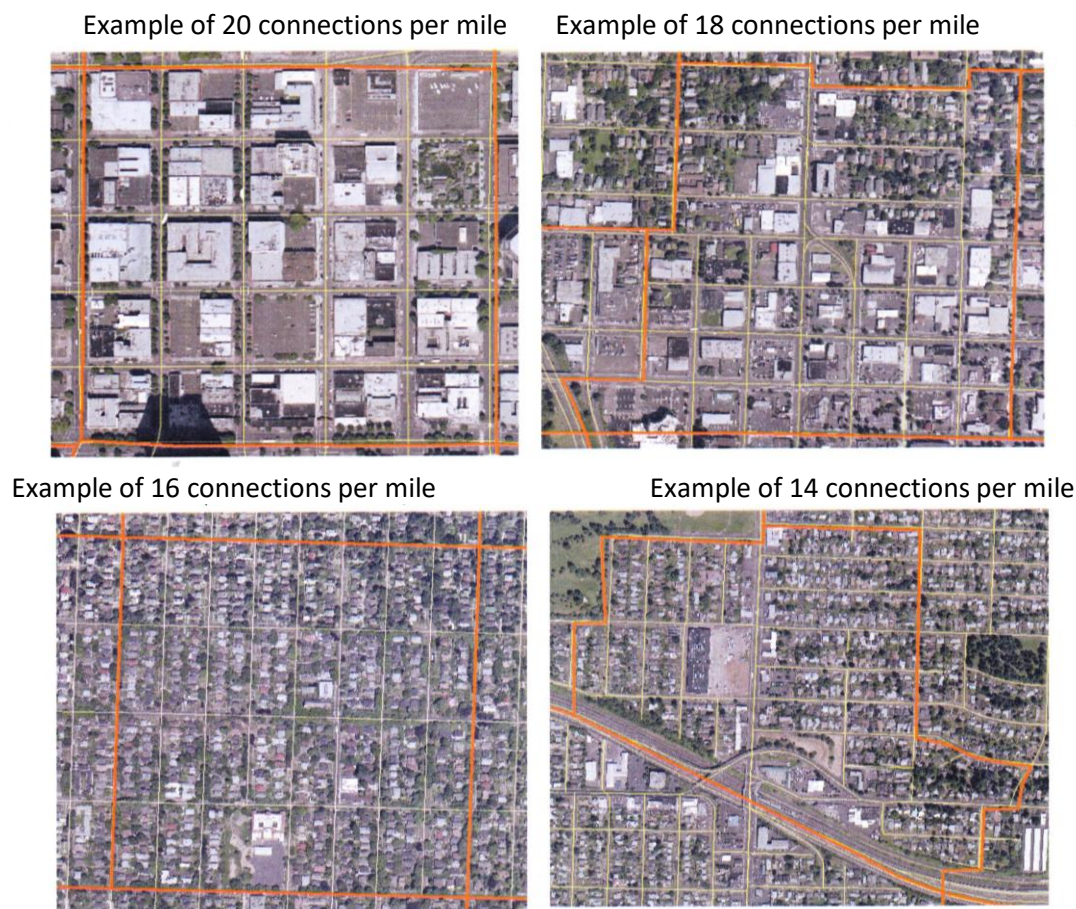 Example of 20 connections per mile
Example of 18 connections per mile
Example of 16 connections per mile
Example of 14 connections per mile